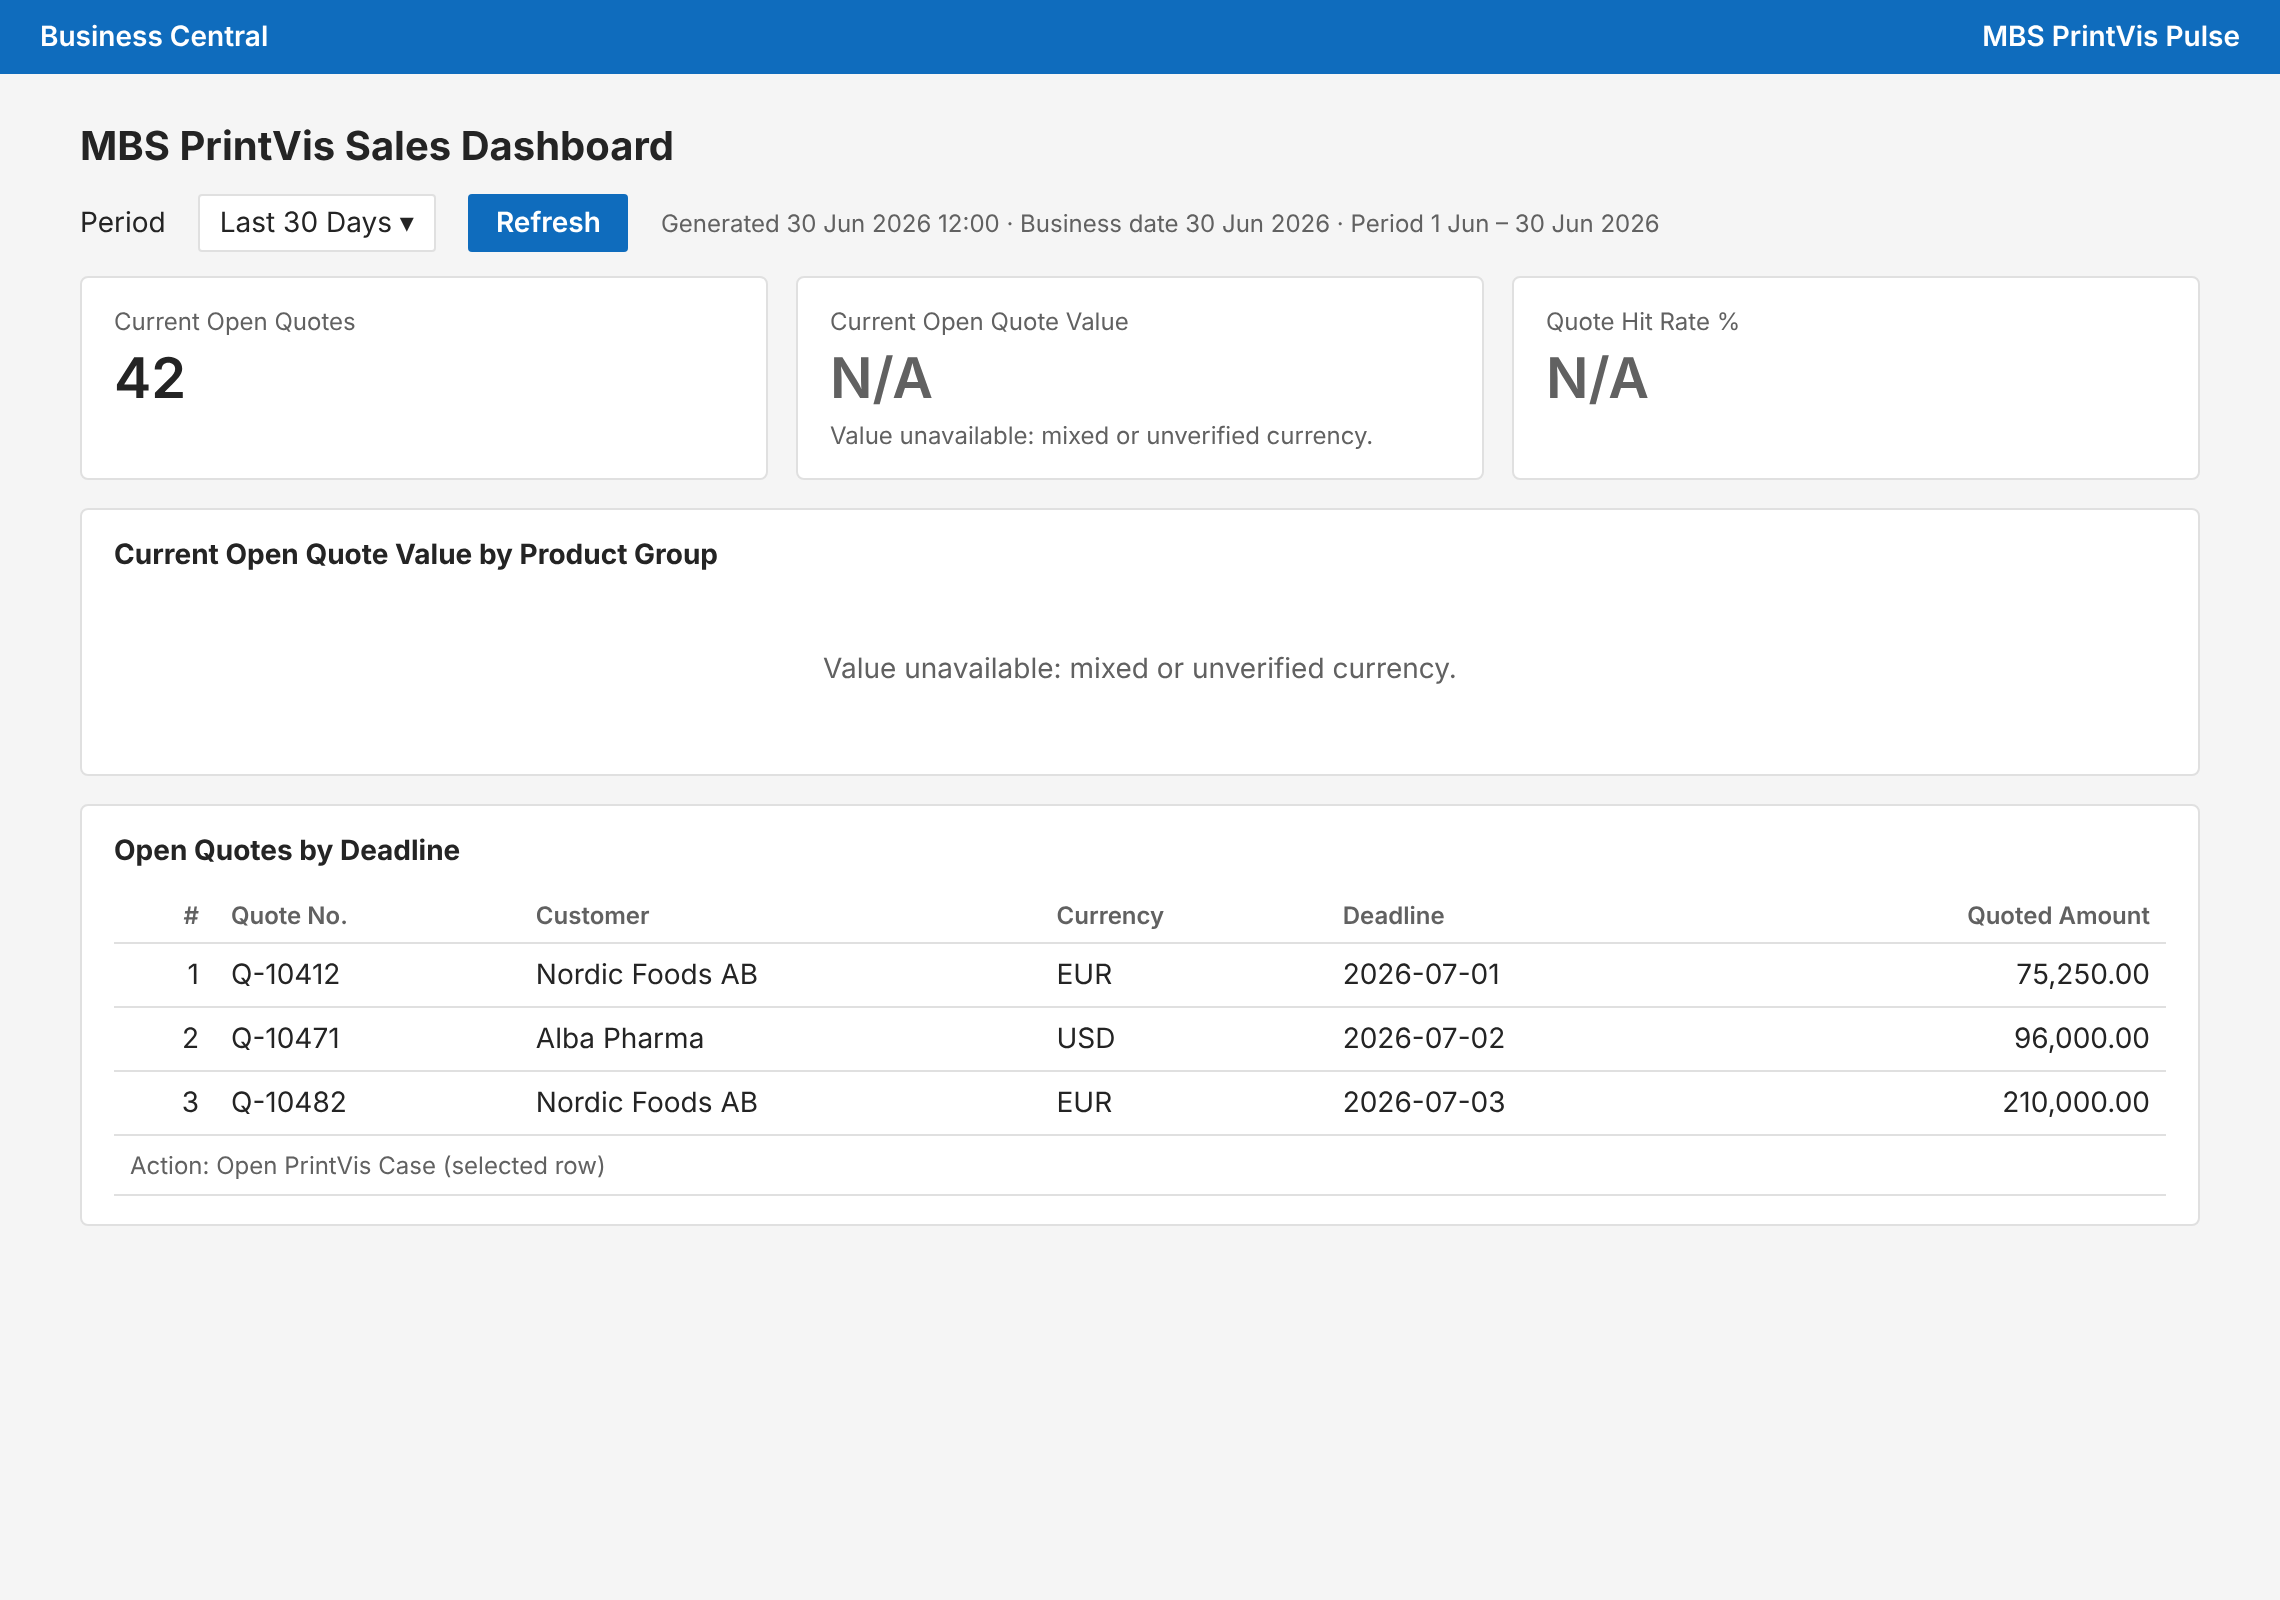 Business Central
MBS PrintVis Pulse
MBS PrintVis Sales Dashboard
Period Last 30 Days ▾ Refresh Generated 30 Jun 2026 12:00 · Business date 30 Jun 2026 · Period 1 Jun – 30 Jun 2026
Current Open Quotes
42
Current Open Quote Value
N/A
Value unavailable: mixed or unverified currency.
Quote Hit Rate %
N/A
Current Open Quote Value by Product Group
Value unavailable: mixed or unverified currency.
Open Quotes by Deadline
# Quote No. Customer Currency Deadline Quoted Amount
1 Q-10412 Nordic Foods AB EUR 2026-07-01 75,250.00
2 Q-10471 Alba Pharma USD 2026-07-02 96,000.00
3 Q-10482 Nordic Foods AB EUR 2026-07-03 210,000.00
Action: Open PrintVis Case (selected row)